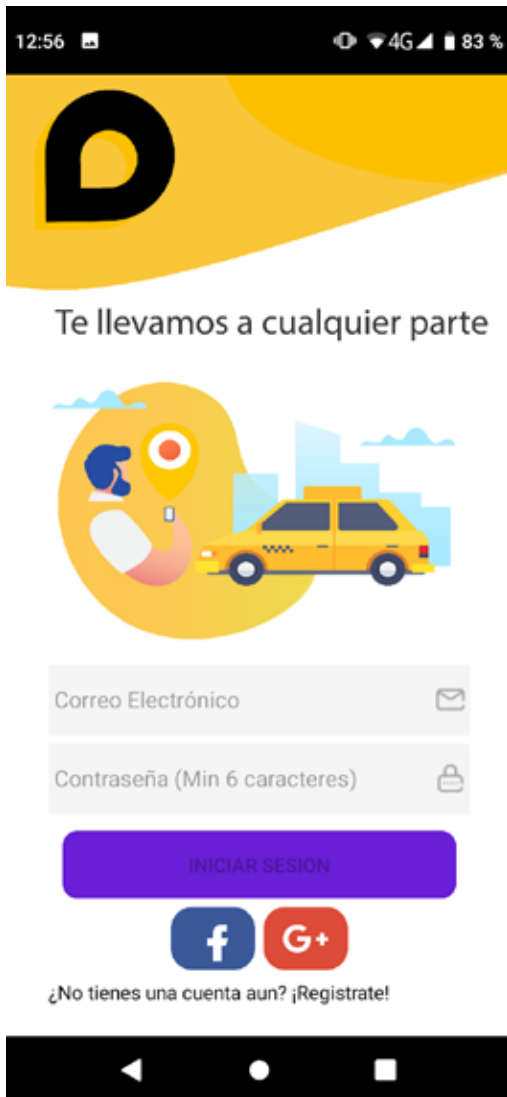 12:56 4G 83 %
Te llevamos a cualquier parte
Correo Electrónico
Contraseña (Min 6 caracteres)
INICIAR SESION
f G+
¿No tienes una cuenta aun? ¡Registrate!